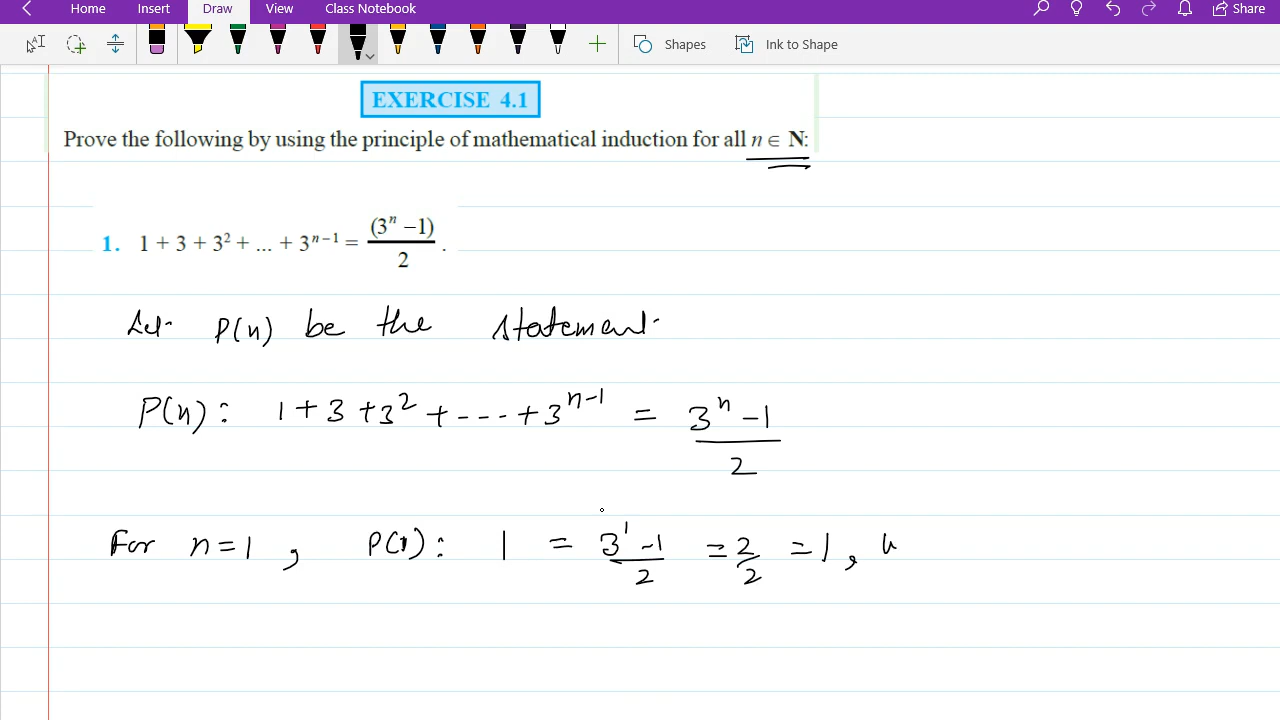 Home Insert Draw View Class Notebook Share
Shapes Ink to Shape
EXERCISE 4.1
Prove the following by using the principle of mathematical induction for all n ∈ N:
1. 1 + 3 + 3² + ... + 3ⁿ⁻¹ = (3ⁿ − 1)/2 .
Let P(n) be the statement
P(n): 1 + 3 + 3² + ---- + 3ⁿ⁻¹ = (3ⁿ − 1)/2
For n = 1 , P(1): 1 = (3¹ − 1)/2 = 2/2 = 1 ,